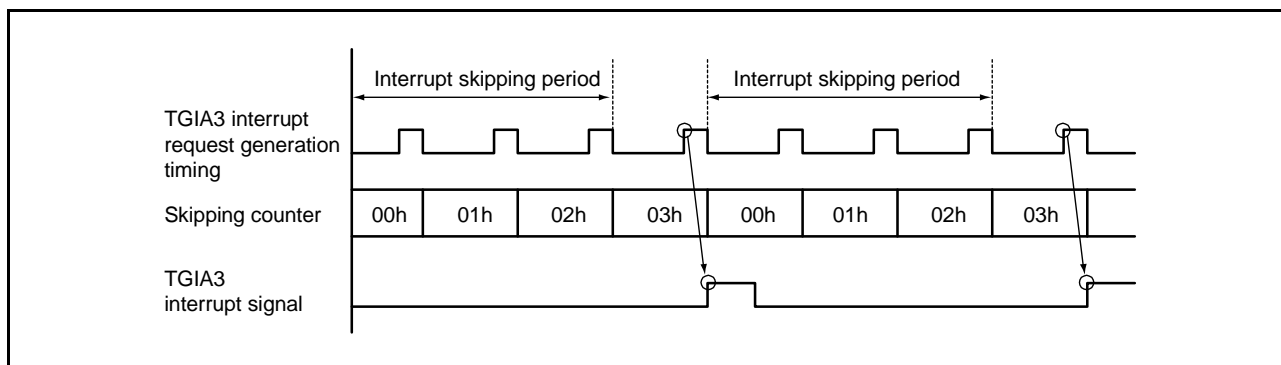 Interrupt skipping period Interrupt skipping period
TGIA3 interrupt
request generation
timing
Skipping counter 00h 01h 02h 03h 00h 01h 02h 03h
TGIA3
interrupt signal